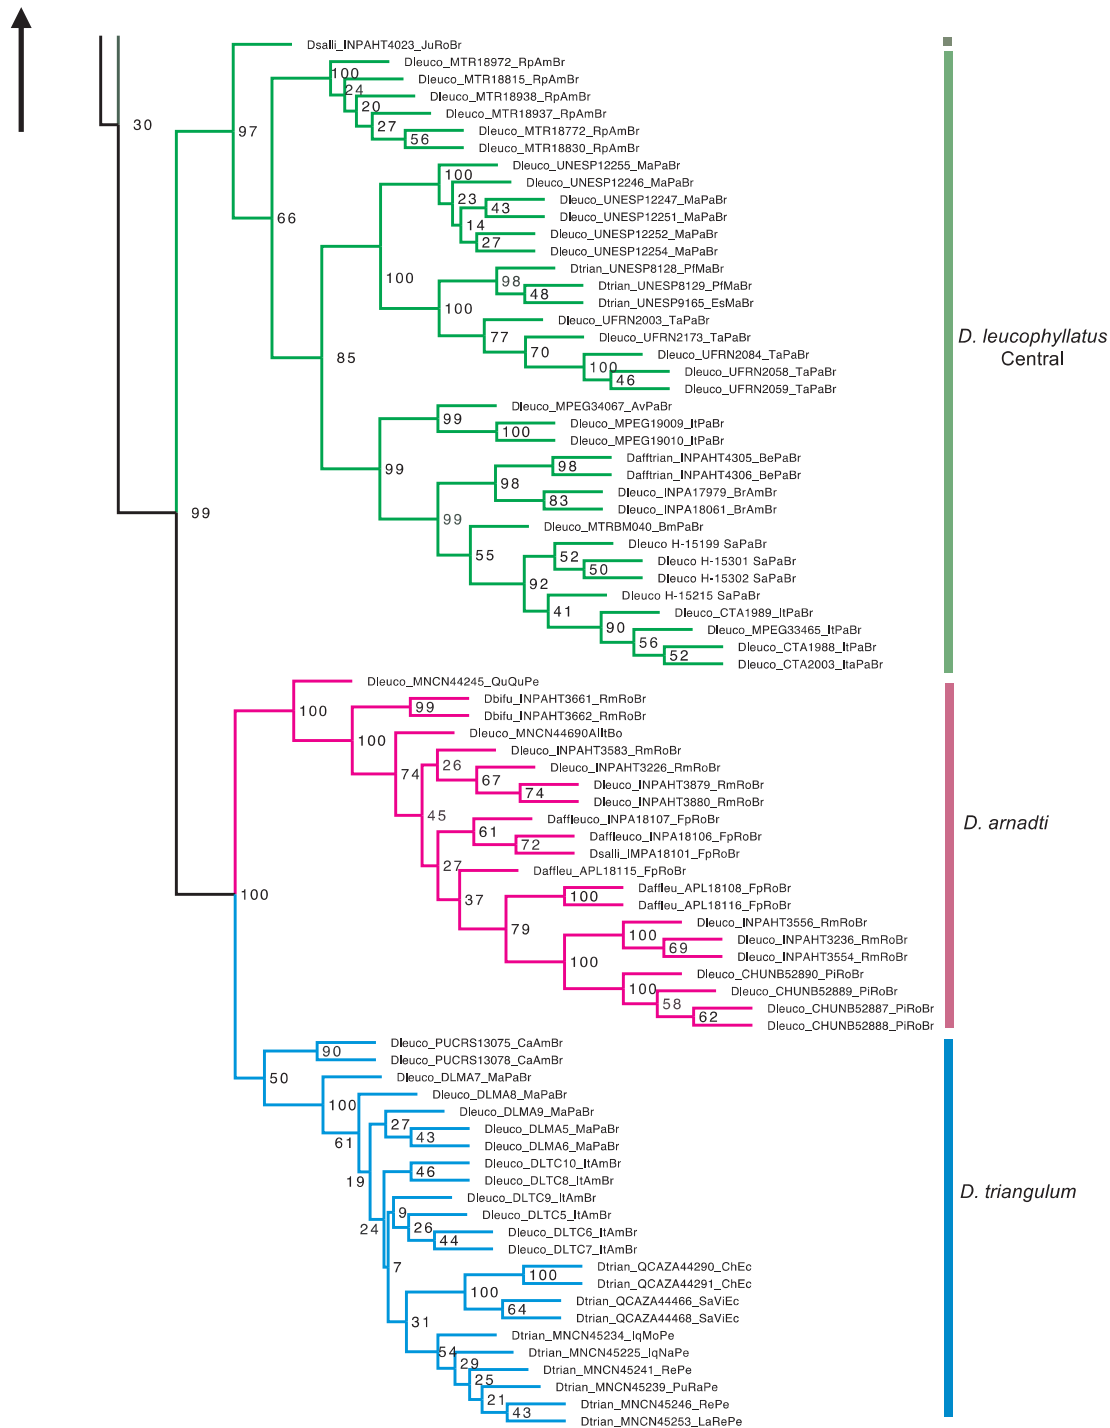 Dsalli_INPAHT4023_JuRoBr
Dleuco_MTR18972_RpAmBr
100
Dleuco_MTR18815_RpAmBr
24
Dleuco_MTR18938_RpAmBr
20
Dleuco_MTR18937_RpAmBr
30
97
27
Dleuco_MTR18772_RpAmBr
56
Dleuco_MTR18830_RpAmBr
Dleuco_UNESP12255_MaPaBr
100
Dleuco_UNESP12246_MaPaBr
23
Dleuco_UNESP12247_MaPaBr
43
Dleuco_UNESP12251_MaPaBr
66
14
Dleuco_UNESP12252_MaPaBr
27
Dleuco_UNESP12254_MaPaBr
Dtrian_UNESP8128_PfMaBr
100
98
Dtrian_UNESP8129_PfMaBr
48
Dtrian_UNESP9165_EsMaBr
100
Dleuco_UFRN2003_TaPaBr
77
Dleuco_UFRN2173_TaPaBr
D. leucophyllatus
Central
85
70
Dleuco_UFRN2084_TaPaBr
100
Dleuco_UFRN2058_TaPaBr
46
Dleuco_UFRN2059_TaPaBr
Dleuco_MPEG34067_AvPaBr
99
Dleuco_MPEG19009_ItPaBr
100
Dleuco_MPEG19010_ItPaBr
Dafftrian_INPAHT4305_BePaBr
99
98
Dafftrian_INPAHT4306_BePaBr
98
Dleuco_INPA17979_BrAmBr
83
Dleuco_INPA18061_BrAmBr
99
99
Dleuco_MTRBM040_BmPaBr
Dleuco H-15199 SaPaBr
55
52
Dleuco H-15301 SaPaBr
50
Dleuco H-15302 SaPaBr
92
Dleuco H-15215 SaPaBr
41
Dleuco_CTA1989_ItPaBr
90
Dleuco_MPEG33465_ItPaBr
56
Dleuco_CTA1988_ItPaBr
52
Dleuco_CTA2003_ItaPaBr
Dleuco_MNCN44245_QuQuPe
100
Dbifu_INPAHT3661_RmRoBr
99
Dbifu_INPAHT3662_RmRoBr
100
Dleuco_MNCN44690AlItBo
Dleuco_INPAHT3583_RmRoBr
74
26
Dleuco_INPAHT3226_RmRoBr
67
Dleuco_INPAHT3879_RmRoBr
74
Dleuco_INPAHT3880_RmRoBr
45
Daffleuco_INPA18107_FpRoBr
D. arnadti
61
Daffleuco_INPA18106_FpRoBr
72
Dsalli_IMPA18101_FpRoBr
27
Daffleu_APL18115_FpRoBr
Daffleu_APL18108_FpRoBr
100
37
100
Daffleu_APL18116_FpRoBr
Dleuco_INPAHT3556_RmRoBr
79
100
Dleuco_INPAHT3236_RmRoBr
69
Dleuco_INPAHT3554_RmRoBr
100
Dleuco_CHUNB52890_PiRoBr
100
Dleuco_CHUNB52889_PiRoBr
58
Dleuco_CHUNB52887_PiRoBr
62
Dleuco_CHUNB52888_PiRoBr
Dleuco_PUCRS13075_CaAmBr
90
Dleuco_PUCRS13078_CaAmBr
50
Dleuco_DLMA7_MaPaBr
100
Dleuco_DLMA8_MaPaBr
Dleuco_DLMA9_MaPaBr
27
Dleuco_DLMA5_MaPaBr
61
43
Dleuco_DLMA6_MaPaBr
Dleuco_DLTC10_ItAmBr
19
46
Dleuco_DLTC8_ItAmBr
D. triangulum
Dleuco_DLTC9_ItAmBr
9
Dleuco_DLTC5_ItAmBr
24
26
Dleuco_DLTC6_ItAmBr
44
Dleuco_DLTC7_ItAmBr
7
Dtrian_QCAZA44290_ChEc
100
Dtrian_QCAZA44291_ChEc
100
Dtrian_QCAZA44466_SaViEc
64
Dtrian_QCAZA44468_SaViEc
31
Dtrian_MNCN45234_IqMoPe
54
Dtrian_MNCN45225_IqNaPe
29
Dtrian_MNCN45241_RePe
25
Dtrian_MNCN45239_PuRaPe
21
Dtrian_MNCN45246_RePe
43
Dtrian_MNCN45253_LaRePe